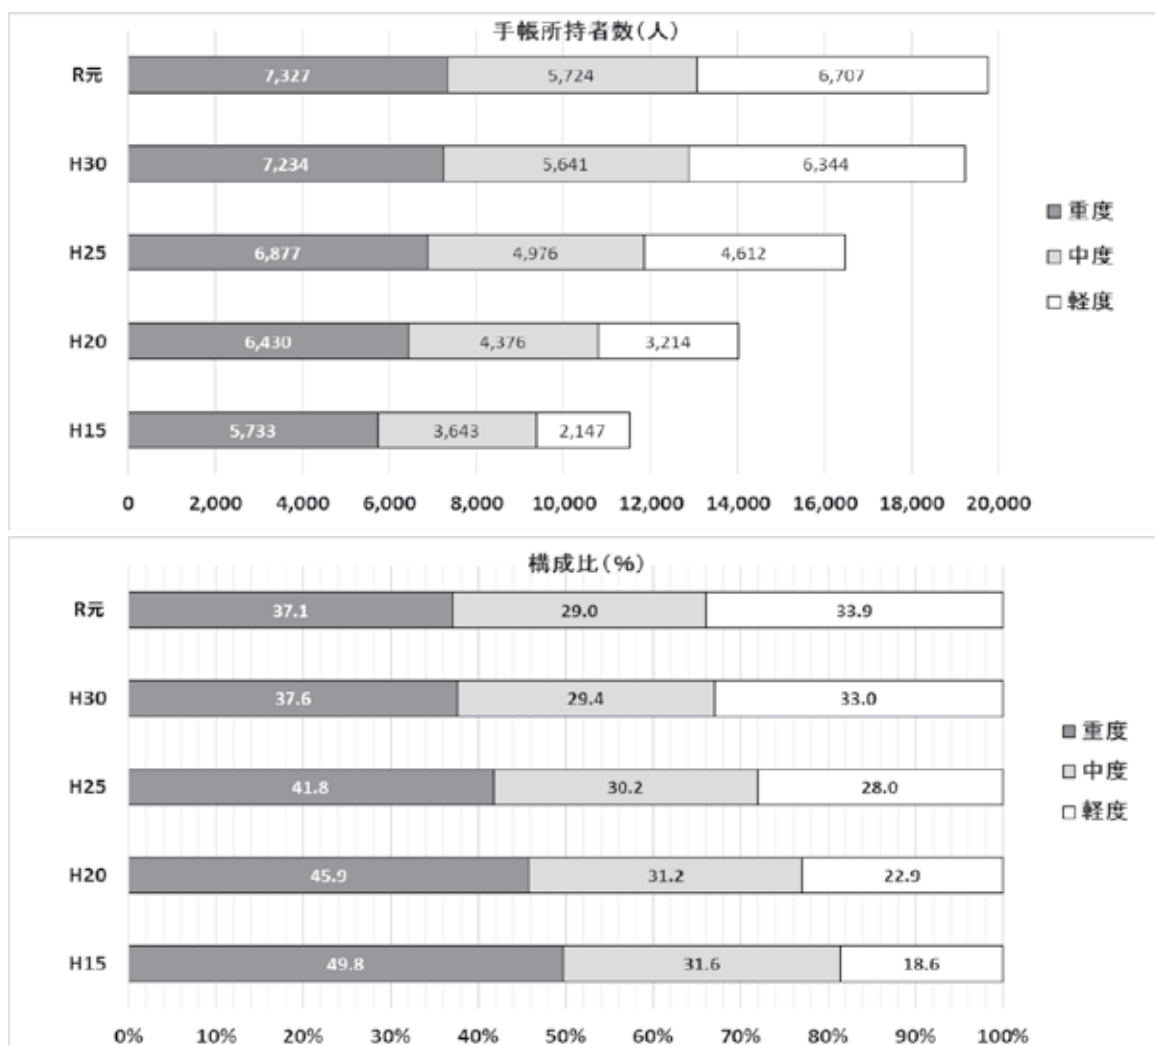 手帳所持者数(人)
R元 7,327 5,724 6,707
H30 7,234 5,641 6,344
H25 6,877 4,976 4,612
H20 6,430 4,376 3,214
H15 5,733 3,643 2,147
0 2,000 4,000 6,000 8,000 10,000 12,000 14,000 16,000 18,000 20,000
重度
中度
軽度
構成比(%)
R元 37.1 29.0 33.9
H30 37.6 29.4 33.0
H25 41.8 30.2 28.0
H20 45.9 31.2 22.9
H15 49.8 31.6 18.6
0% 10% 20% 30% 40% 50% 60% 70% 80% 90% 100%
重度
中度
軽度